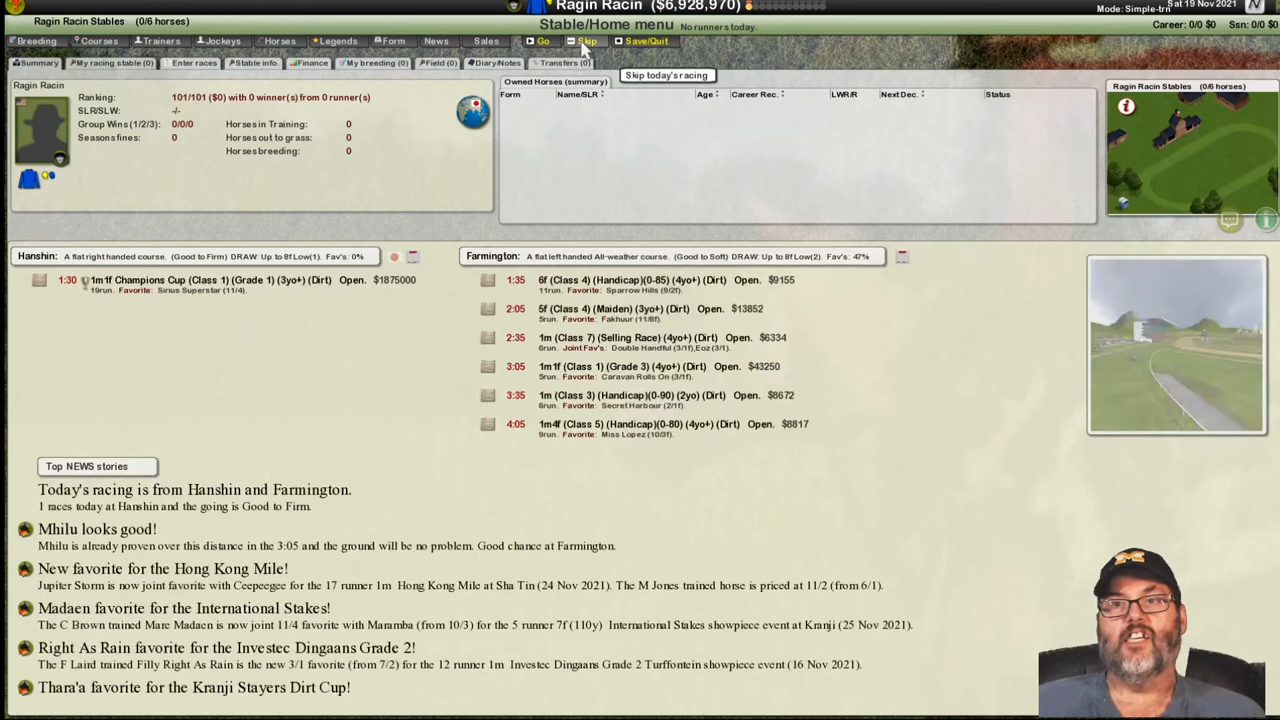 Ragin Racin ($6,928,970)
Sat 19 Nov 2021
Mode: Simple-trn
Ragin Racin Stables (0/6 horses)
Stable/Home menu
No runners today.
Career: 0/0 $0 Ssn: 0/0 $0
Breeding Courses Trainers Jockeys Horses Legends Form News Sales Go Skip Save/Quit
Summary My racing stable (0) Enter races Stable info. Finance My breeding (0) Field (0) Diary/Notes Transfers (0)
Skip today's racing
Ragin Racin
Ranking: 101/101 ($0) with 0 winner(s) from 0 runner(s)
SLR/SLW: -/-
Group Wins (1/2/3): 0/0/0 Horses in Training: 0
Seasons fines: 0 Horses out to grass: 0
Horses breeding: 0
Owned Horses (summary)
Form Name/SLR Age Career Rec. LWR/R Next Dec. Status
Ragin Racin Stables (0/6 horses)
Hanshin: A flat right handed course. (Good to Firm) DRAW: Up to 8f Low(1). Fav's: 0%
1:30 1m1f Champions Cup (Class 1) (Grade 1) (3yo+) (Dirt) Open. $1875000
19run. Favorite: Sirius Superstar (11/4).
Farmington: A flat left handed All-weather course. (Good to Soft) DRAW: Up to 8f Low(2). Fav's: 47%
1:35 6f (Class 4) (Handicap)(0-85) (4yo+) (Dirt) Open. $9155
11run. Favorite: Sparrow Hills (9/2f).
2:05 5f (Class 4) (Maiden) (3yo+) (Dirt) Open. $13852
5run. Favorite: Fakhuur (11/8f).
2:35 1m (Class 7) (Selling Race) (4yo+) (Dirt) Open. $6334
6run. Joint Fav's: Double Handful (3/1f),Eoz (3/1).
3:05 1m1f (Class 1) (Grade 3) (4yo+) (Dirt) Open. $43250
5run. Favorite: Caravan Rolls On (3/1f).
3:35 1m (Class 3) (Handicap)(0-90) (2yo) (Dirt) Open. $8672
6run. Favorite: Secret Harbour (2/1f).
4:05 1m4f (Class 5) (Handicap)(0-80) (4yo+) (Dirt) Open. $8817
9run. Favorite: Miss Lopez (10/3f).
Top NEWS stories
Today's racing is from Hanshin and Farmington.
1 races today at Hanshin and the going is Good to Firm.
Mhilu looks good!
Mhilu is already proven over this distance in the 3:05 and the ground will be no problem. Good chance at Farmington.
New favorite for the Hong Kong Mile!
Jupiter Storm is now joint favorite with Ceepeegee for the 17 runner 1m Hong Kong Mile at Sha Tin (24 Nov 2021). The M Jones trained horse is priced at 11/2 (from 6/1).
Madaen favorite for the International Stakes!
The C Brown trained Mare Madaen is now joint 11/4 favorite with Maramba (from 10/3) for the 5 runner 7f (110y) International Stakes showpiece event at Kranji (25 Nov 2021).
Right As Rain favorite for the Investec Dingaans Grade 2!
The F Laird trained Filly Right As Rain is the new 3/1 favorite (from 7/2) for the 12 runner 1m Investec Dingaans Grade 2 Turffontein showpiece event (16 Nov 2021).
Thara'a favorite for the Kranji Stayers Dirt Cup!